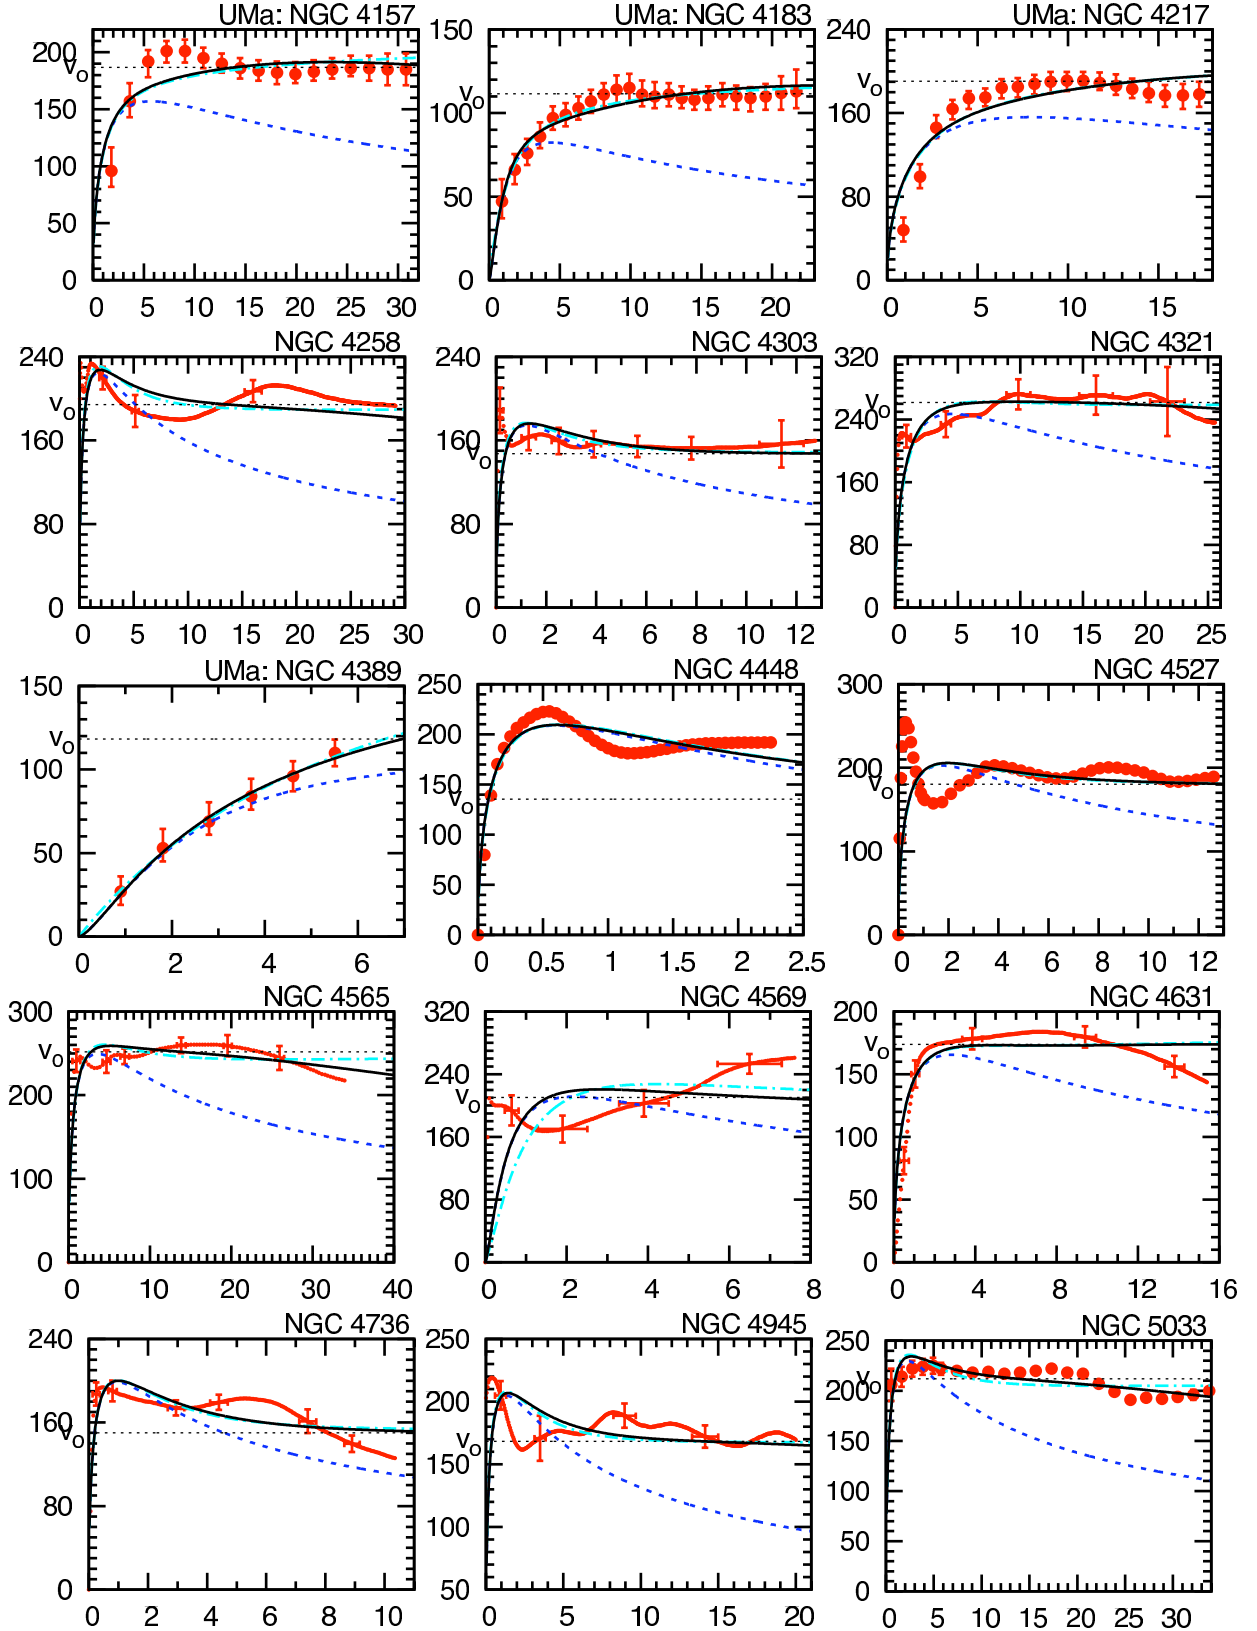 UMa: NGC 4157
200
v₀
150
100
50
0
0 5 10 15 20 25 30
UMa: NGC 4183
150
v₀
100
50
0
0 5 10 15 20
UMa: NGC 4217
240
v₀
160
80
0
0 5 10 15
NGC 4258
240
v₀
160
80
0
0 5 10 15 20 25 30
NGC 4303
240
160
v₀
80
0
0 2 4 6 8 10 12
NGC 4321
320
v₀
240
160
80
0
0 5 10 15 20 25
UMa: NGC 4389
150
v₀
100
50
0
0 2 4 6
NGC 4448
250
200
150
v₀
100
50
0
0 0.5 1 1.5 2 2.5
NGC 4527
300
200
v₀
100
0
0 2 4 6 8 10 12
NGC 4565
300
v₀
200
100
0
0 10 20 30 40
NGC 4569
320
240
v₀
160
80
0
0 2 4 6 8
NGC 4631
200
v₀
150
100
50
0
0 4 8 12 16
NGC 4736
240
160
v₀
80
0
0 2 4 6 8 10
NGC 4945
250
200
v₀
150
100
50
0 5 10 15 20
NGC 5033
250
v₀
200
150
100
50
0
0 5 10 15 20 25 30